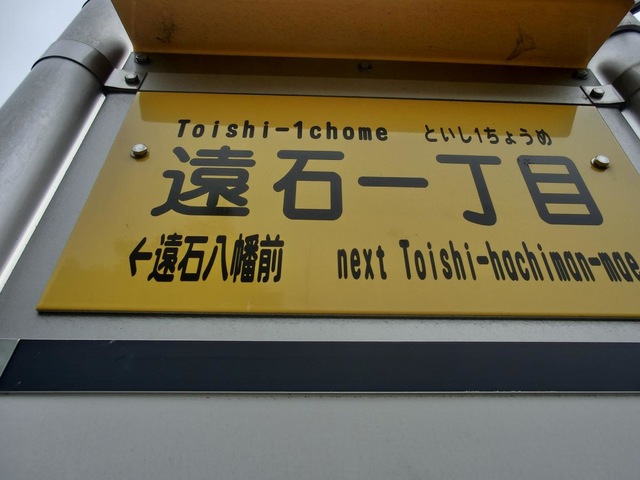 Toishi-1chome といし1ちょうめ
遠石一丁目
←遠石八幡前 next Toishi-hachiman-mae